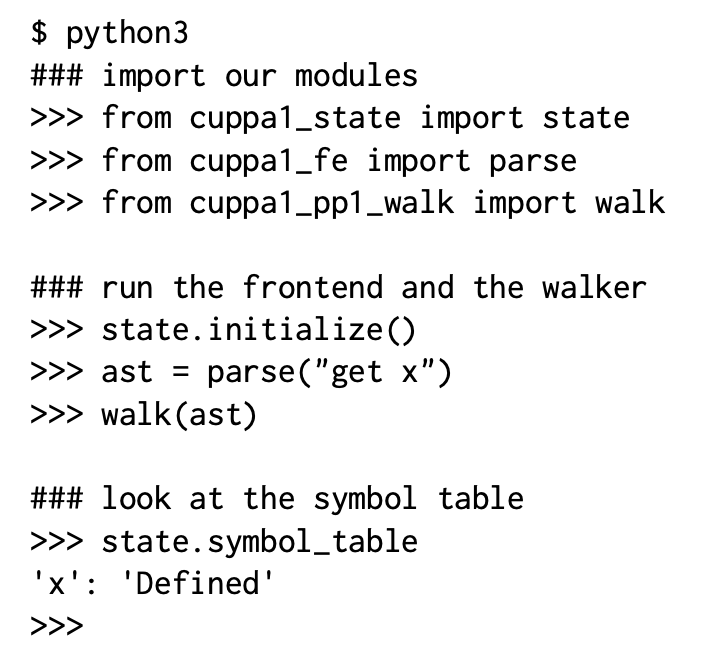 $ python3
### import our modules
>>> from cuppa1_state import state
>>> from cuppa1_fe import parse
>>> from cuppa1_pp1_walk import walk
### run the frontend and the walker
>>> state.initialize()
>>> ast = parse("get x")
>>> walk(ast)
### look at the symbol table
>>> state.symbol_table
'x': 'Defined'
>>>